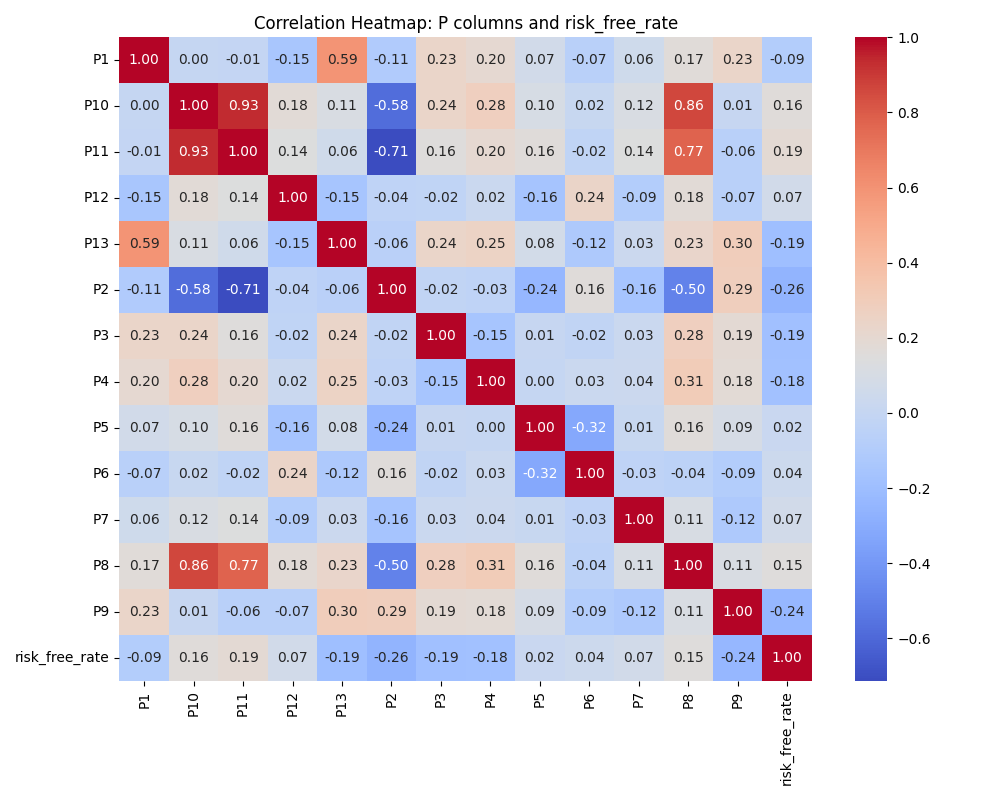 Correlation Heatmap: P columns and risk_free_rate
P1 1.00 0.00 -0.01 -0.15 0.59 -0.11 0.23 0.20 0.07 -0.07 0.06 0.17 0.23 -0.09
P10 0.00 1.00 0.93 0.18 0.11 -0.58 0.24 0.28 0.10 0.02 0.12 0.86 0.01 0.16
P11 -0.01 0.93 1.00 0.14 0.06 -0.71 0.16 0.20 0.16 -0.02 0.14 0.77 -0.06 0.19
P12 -0.15 0.18 0.14 1.00 -0.15 -0.04 -0.02 0.02 -0.16 0.24 -0.09 0.18 -0.07 0.07
P13 0.59 0.11 0.06 -0.15 1.00 -0.06 0.24 0.25 0.08 -0.12 0.03 0.23 0.30 -0.19
P2 -0.11 -0.58 -0.71 -0.04 -0.06 1.00 -0.02 -0.03 -0.24 0.16 -0.16 -0.50 0.29 -0.26
P3 0.23 0.24 0.16 -0.02 0.24 -0.02 1.00 -0.15 0.01 -0.02 0.03 0.28 0.19 -0.19
P4 0.20 0.28 0.20 0.02 0.25 -0.03 -0.15 1.00 0.00 0.03 0.04 0.31 0.18 -0.18
P5 0.07 0.10 0.16 -0.16 0.08 -0.24 0.01 0.00 1.00 -0.32 0.01 0.16 0.09 0.02
P6 -0.07 0.02 -0.02 0.24 -0.12 0.16 -0.02 0.03 -0.32 1.00 -0.03 -0.04 -0.09 0.04
P7 0.06 0.12 0.14 -0.09 0.03 -0.16 0.03 0.04 0.01 -0.03 1.00 0.11 -0.12 0.07
P8 0.17 0.86 0.77 0.18 0.23 -0.50 0.28 0.31 0.16 -0.04 0.11 1.00 0.11 0.15
P9 0.23 0.01 -0.06 -0.07 0.30 0.29 0.19 0.18 0.09 -0.09 -0.12 0.11 1.00 -0.24
risk_free_rate -0.09 0.16 0.19 0.07 -0.19 -0.26 -0.19 -0.18 0.02 0.04 0.07 0.15 -0.24 1.00
P1 P10 P11 P12 P13 P2 P3 P4 P5 P6 P7 P8 P9 risk_free_rate
1.0
0.8
0.6
0.4
0.2
0.0
−0.2
−0.4
−0.6